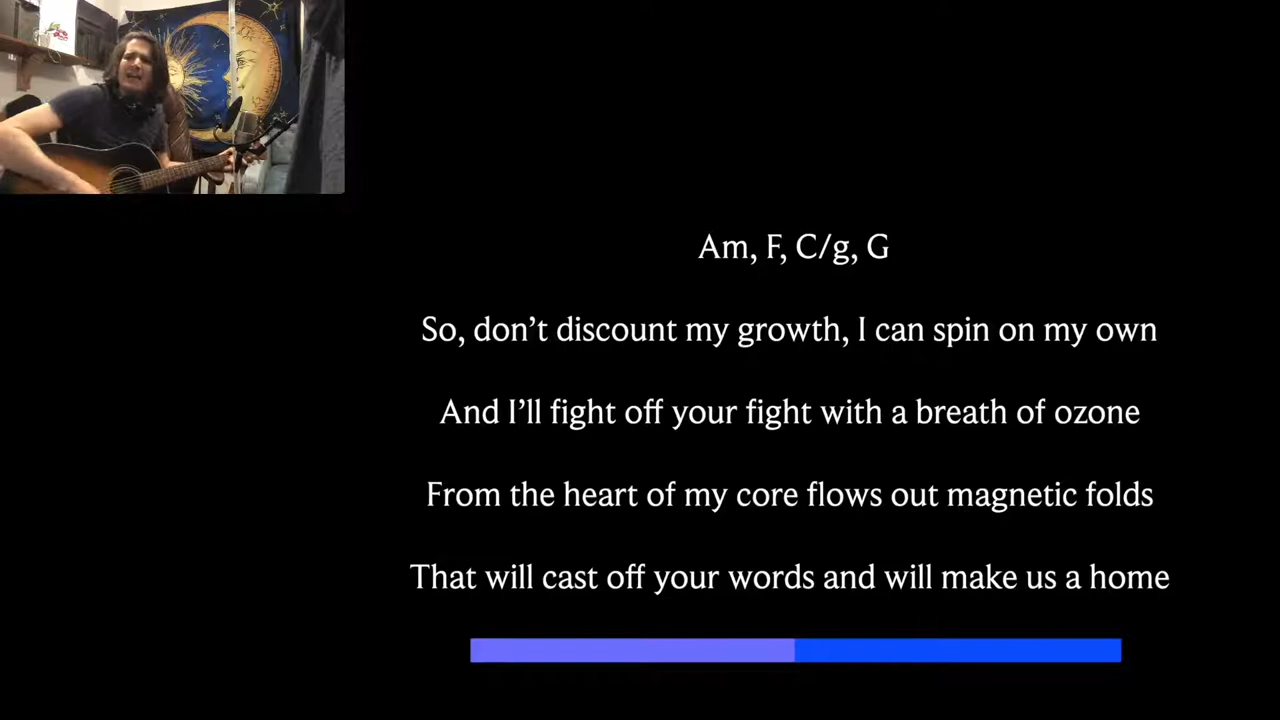 Am, F, C/g, G
So, don’t discount my growth, I can spin on my own
And I’ll fight off your fight with a breath of ozone
From the heart of my core flows out magnetic folds
That will cast off your words and will make us a home